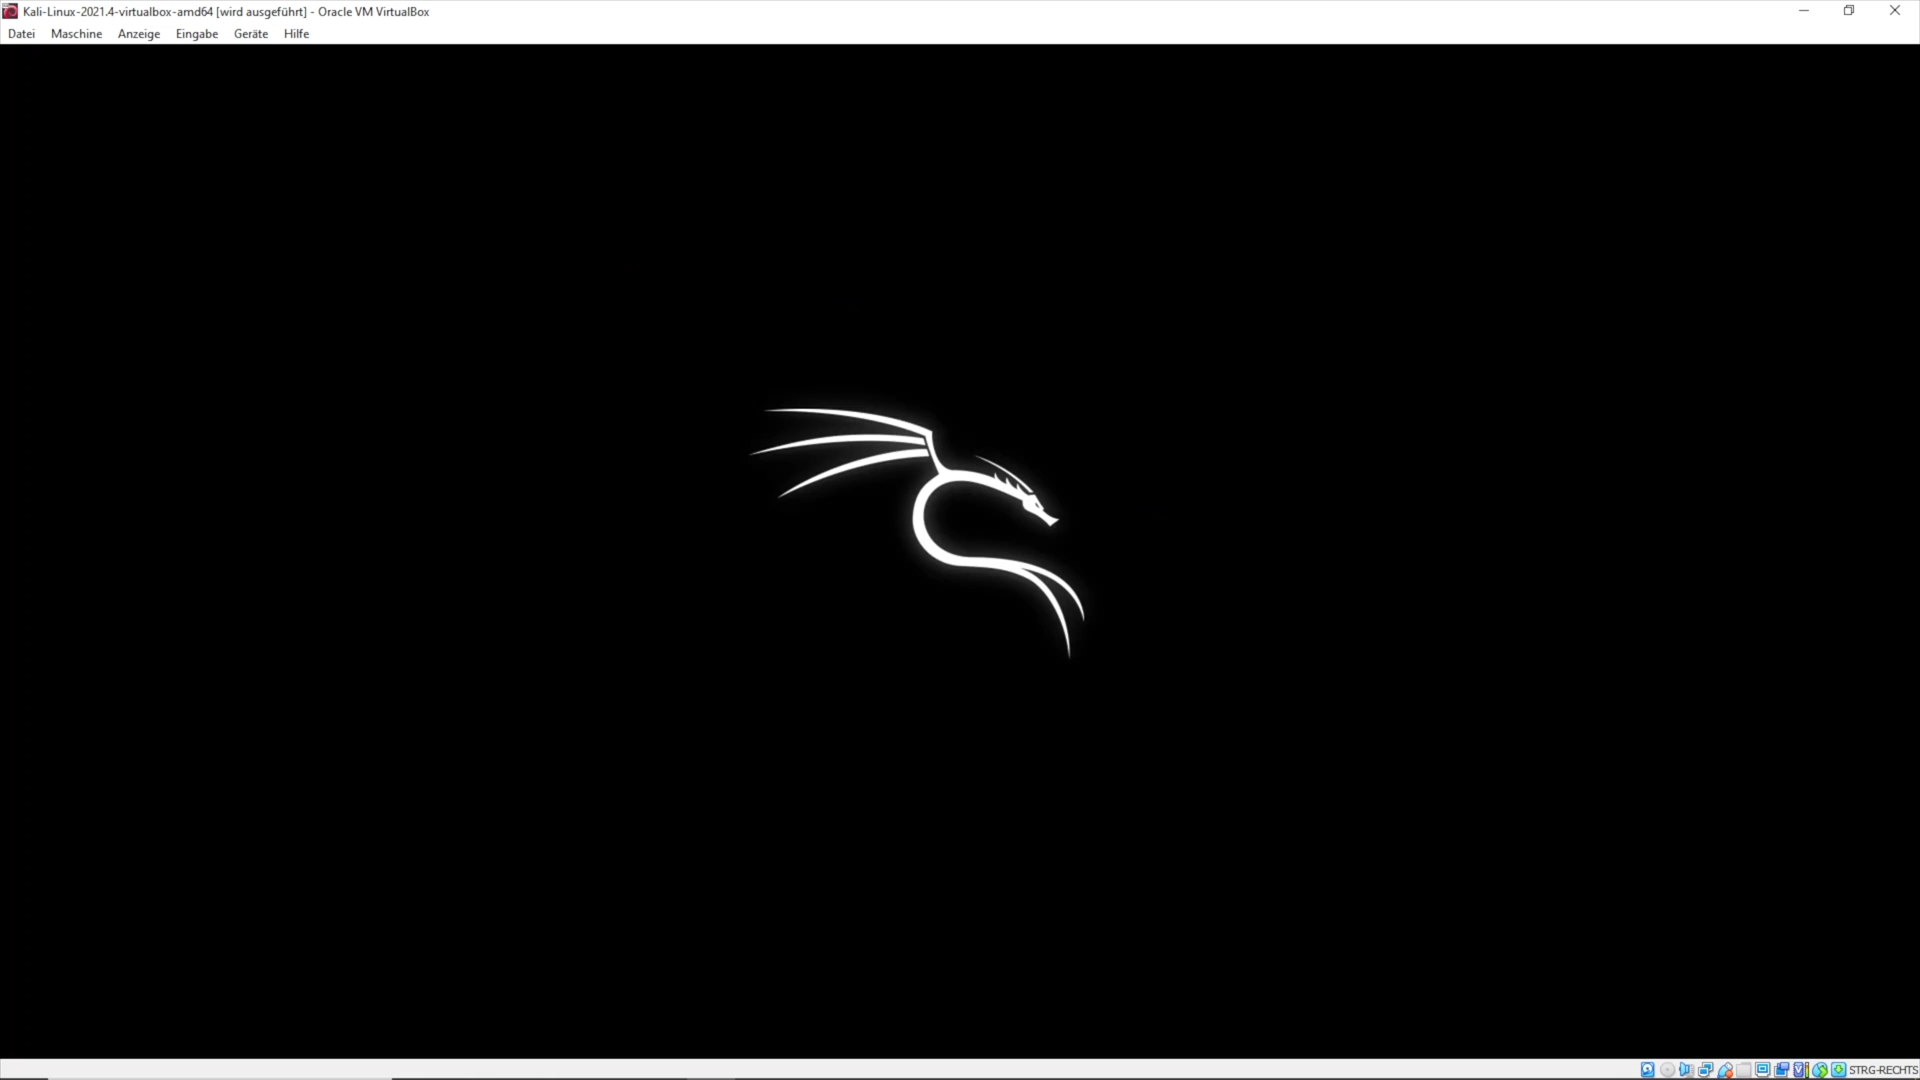 Kali-Linux-2021.4-virtualbox-amd64 [wird ausgeführt] - Oracle VM VirtualBox
Datei Maschine Anzeige Eingabe Geräte Hilfe
STRG-RECHTS